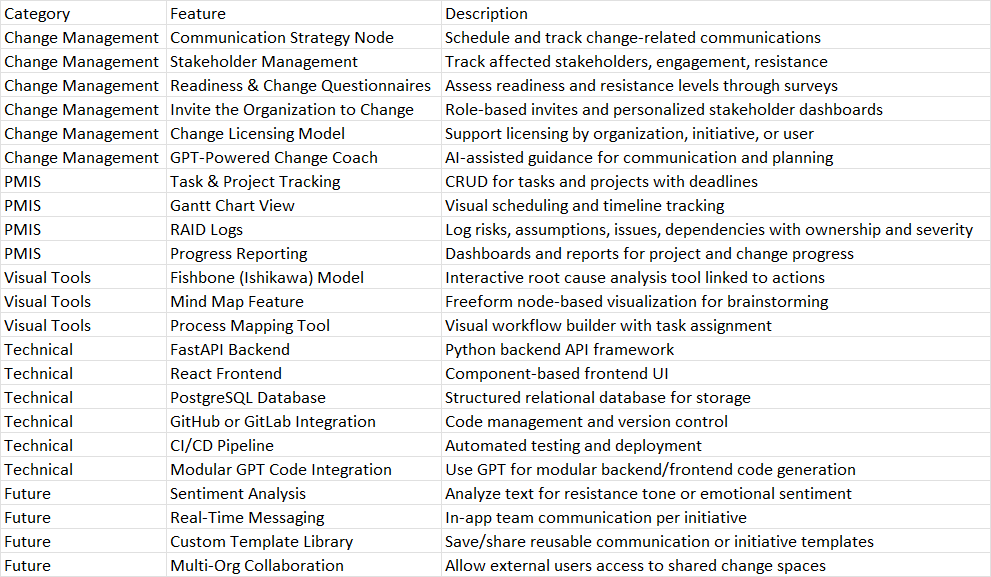 Category Feature Description
Change Management Communication Strategy Node Schedule and track change-related communications
Change Management Stakeholder Management Track affected stakeholders, engagement, resistance
Change Management Readiness & Change Questionnaires Assess readiness and resistance levels through surveys
Change Management Invite the Organization to Change Role-based invites and personalized stakeholder dashboards
Change Management Change Licensing Model Support licensing by organization, initiative, or user
Change Management GPT-Powered Change Coach AI-assisted guidance for communication and planning
PMIS Task & Project Tracking CRUD for tasks and projects with deadlines
PMIS Gantt Chart View Visual scheduling and timeline tracking
PMIS RAID Logs Log risks, assumptions, issues, dependencies with ownership and severity
PMIS Progress Reporting Dashboards and reports for project and change progress
Visual Tools Fishbone (Ishikawa) Model Interactive root cause analysis tool linked to actions
Visual Tools Mind Map Feature Freeform node-based visualization for brainstorming
Visual Tools Process Mapping Tool Visual workflow builder with task assignment
Technical FastAPI Backend Python backend API framework
Technical React Frontend Component-based frontend UI
Technical PostgreSQL Database Structured relational database for storage
Technical GitHub or GitLab Integration Code management and version control
Technical CI/CD Pipeline Automated testing and deployment
Technical Modular GPT Code Integration Use GPT for modular backend/frontend code generation
Future Sentiment Analysis Analyze text for resistance tone or emotional sentiment
Future Real-Time Messaging In-app team communication per initiative
Future Custom Template Library Save/share reusable communication or initiative templates
Future Multi-Org Collaboration Allow external users access to shared change spaces